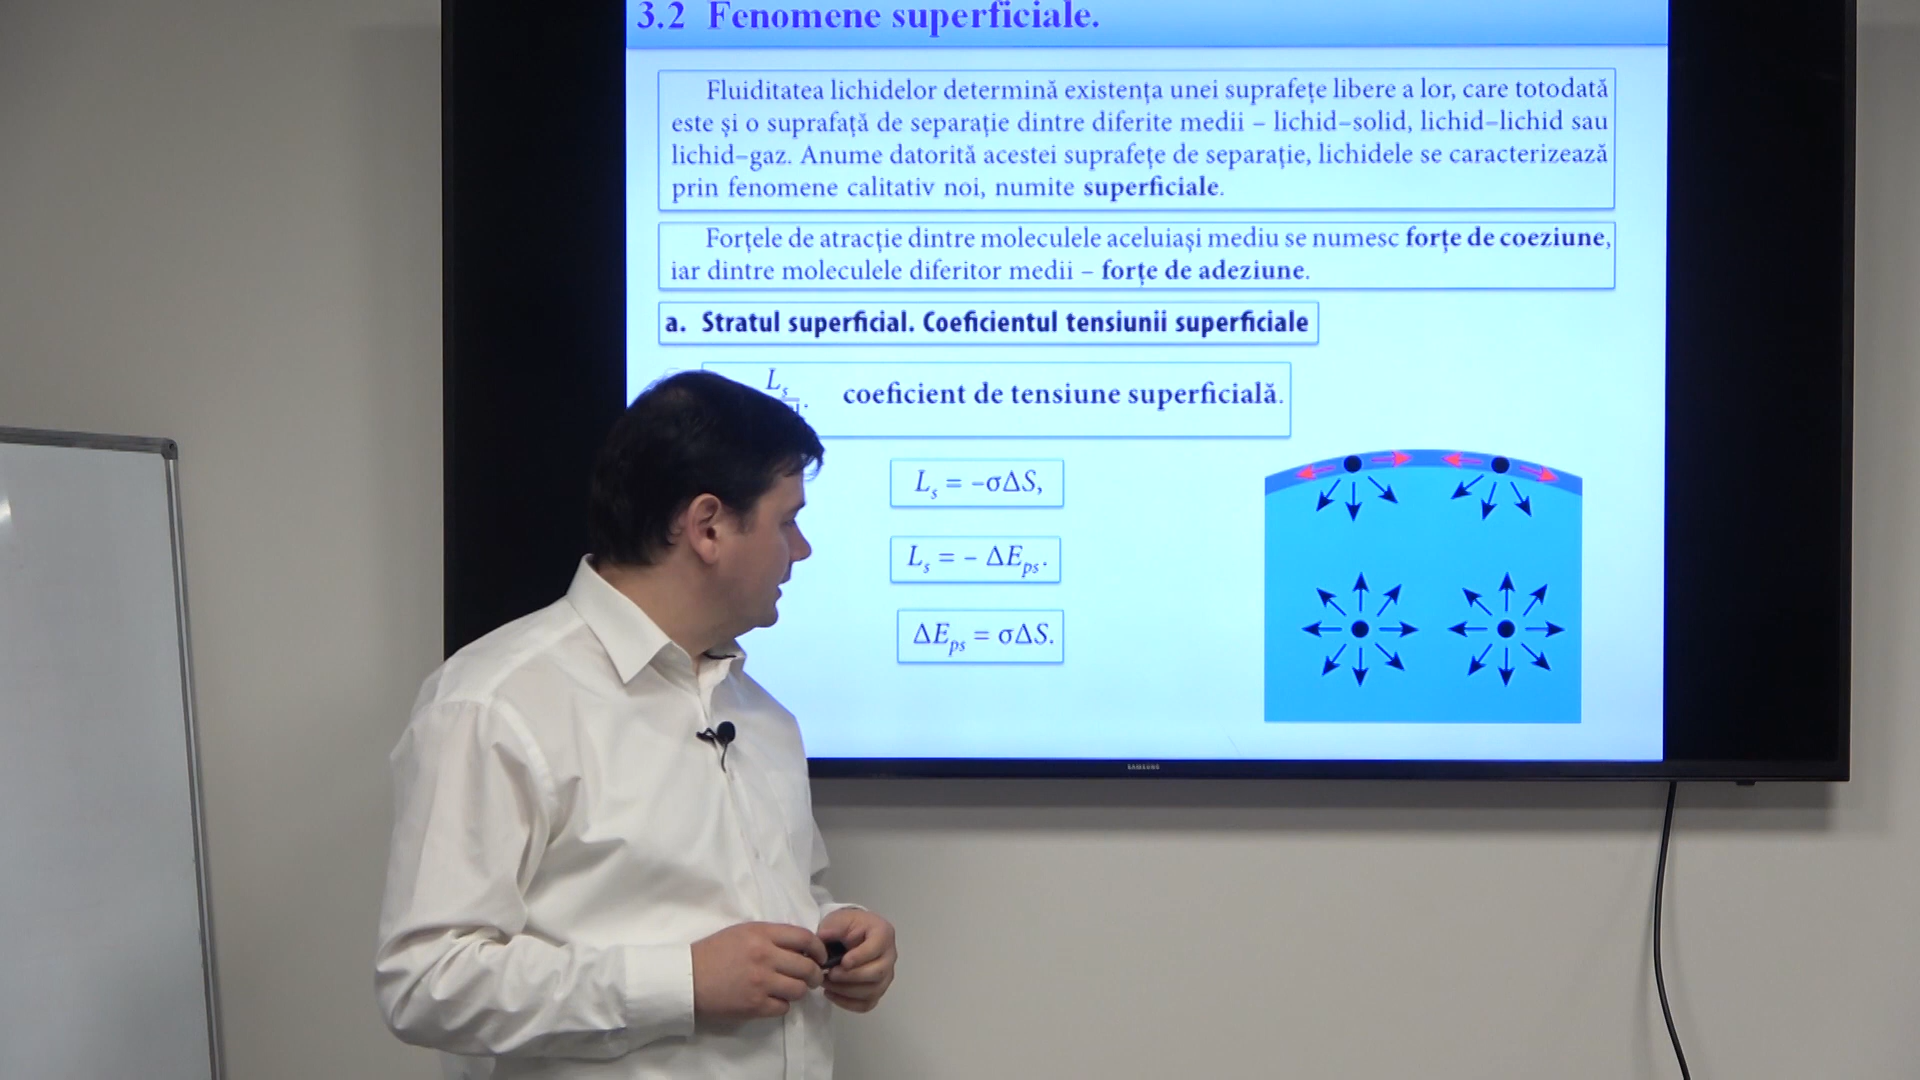 3.2 Fenomene superficiale.
Fluiditatea lichidelor determină existența unei suprafețe libere a lor, care totodată
este și o suprafață de separație dintre diferite medii – lichid–solid, lichid–lichid sau
lichid–gaz. Anume datorită acestei suprafețe de separație, lichidele se caracterizează
prin fenomene calitativ noi, numite superficiale.
Forțele de atracție dintre moleculele aceluiași mediu se numesc forțe de coeziune,
iar dintre moleculele diferitor medii – forțe de adeziune.
a. Stratul superficial. Coeficientul tensiunii superficiale
Lₛ
coeficient de tensiune superficială.
Lₛ = –σΔS,
Lₛ = – ΔEₚₛ.
ΔEₚₛ = σΔS.
SAMSUNG